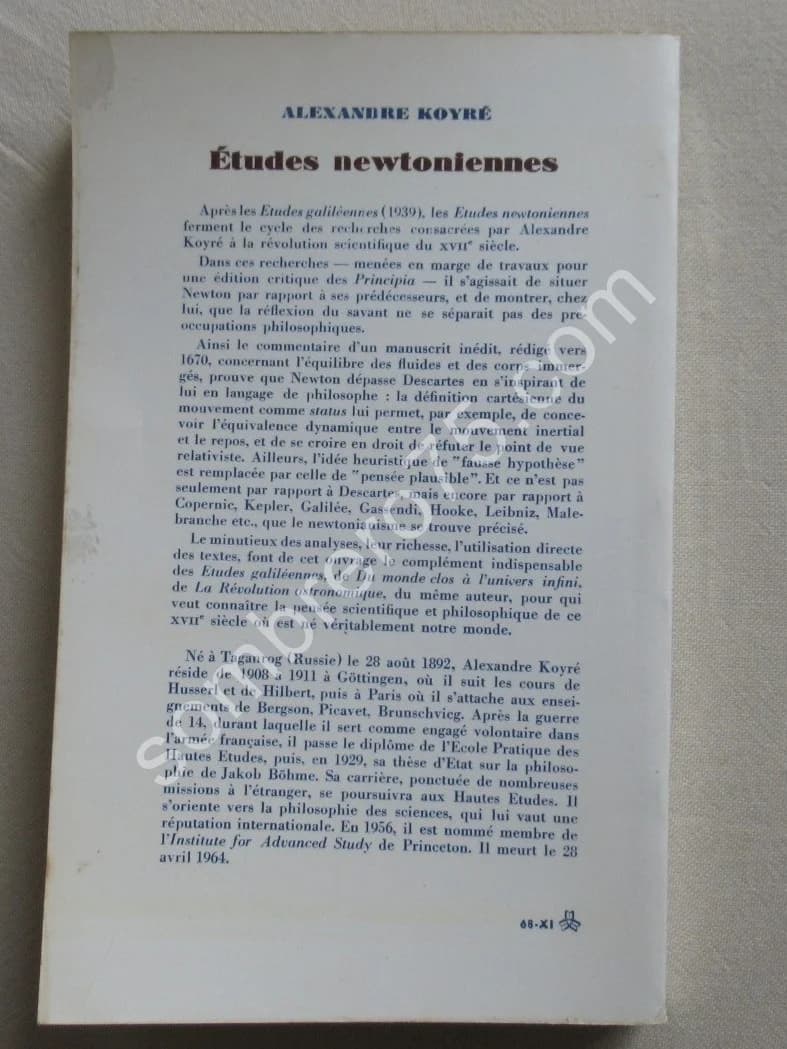 ALEXANDRE KOYRÉ
Études newtoniennes
Après les Etudes galiléennes (1939), les Etudes newtoniennes
ferment le cycle des recherches consacrées par Alexandre
Koyré à la révolution scientifique du XVIIe siècle.
Dans ces recherches — menées en marge de travaux pour
une édition critique des Principia — il s'agissait de situer
Newton par rapport à ses prédécesseurs, et de montrer, chez
lui, que la réflexion du savant ne se séparait pas des pré-
occupations philosophiques.
Ainsi le commentaire d'un manuscrit inédit, rédigé vers
1670, concernant l'équilibre des fluides et des corps immer-
gés, prouve que Newton dépasse Descartes en s'inspirant de
lui en langage de philosophe : la définition cartésienne du
mouvement comme status lui permet, par exemple, de conce-
voir l'équivalence dynamique entre le mouvement inertial
et le repos, et de se croire en droit de réfuter le point de vue
relativiste. Ailleurs, l'idée heuristique de "fausse hypothèse"
est remplacée par celle de "pensée plausible". Et ce n'est pas
seulement par rapport à Descartes mais encore par rapport à
Copernic, Kepler, Galilée, Gassendi, Hooke, Leibniz, Male-
branche etc., que le newtonianisme se trouve précisé.
Le minutieux des analyses, leur richesse, l'utilisation directe
des textes, font de cet ouvrage le complément indispensable
des Etudes galiléennes, de Du monde clos à l'univers infini,
de La Révolution astronomique, du même auteur, pour qui
veut connaître la pensée scientifique et philosophique de ce
XVIIe siècle où est né véritablement notre monde.
Né à Taganrog (Russie) le 28 août 1892, Alexandre Koyré
réside de 1908 à 1911 à Göttingen, où il suit les cours de
Husserl et de Hilbert, puis à Paris où il s'attache aux ensei-
gnements de Bergson, Picavet, Brunschvicg. Après la guerre
de 14, durant laquelle il sert comme engagé volontaire dans
l'armée française, il passe le diplôme de l'Ecole Pratique des
Hautes Etudes, puis, en 1929, sa thèse d'Etat sur la philoso-
phie de Jakob Böhme. Sa carrière, ponctuée de nombreuses
missions à l'étranger, se poursuivra aux Hautes Etudes. Il
s'oriente vers la philosophie des sciences, qui lui vaut une
réputation internationale. En 1956, il est nommé membre de
l'Institute for Advanced Study de Princeton. Il meurt le 28
avril 1964.
68-XI
sombrero75.com